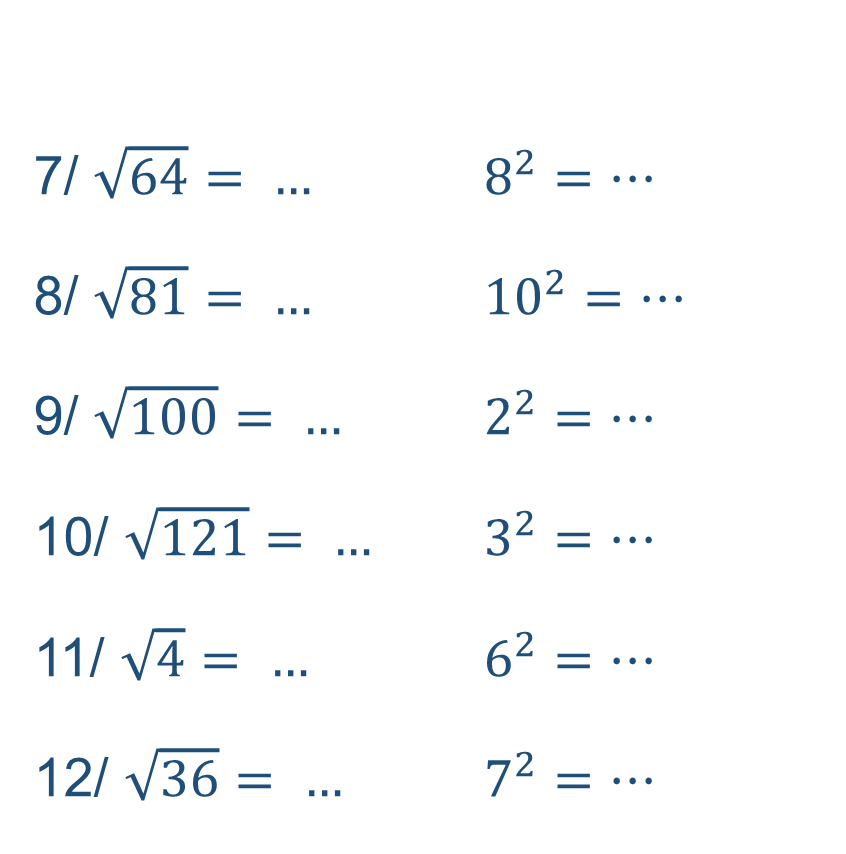 7/ √64 = ... 8² = ⋯
8/ √81 = ... 10² = ⋯
9/ √100 = ... 2² = ⋯
10/ √121 = ... 3² = ⋯
11/ √4 = ... 6² = ⋯
12/ √36 = ... 7² = ⋯